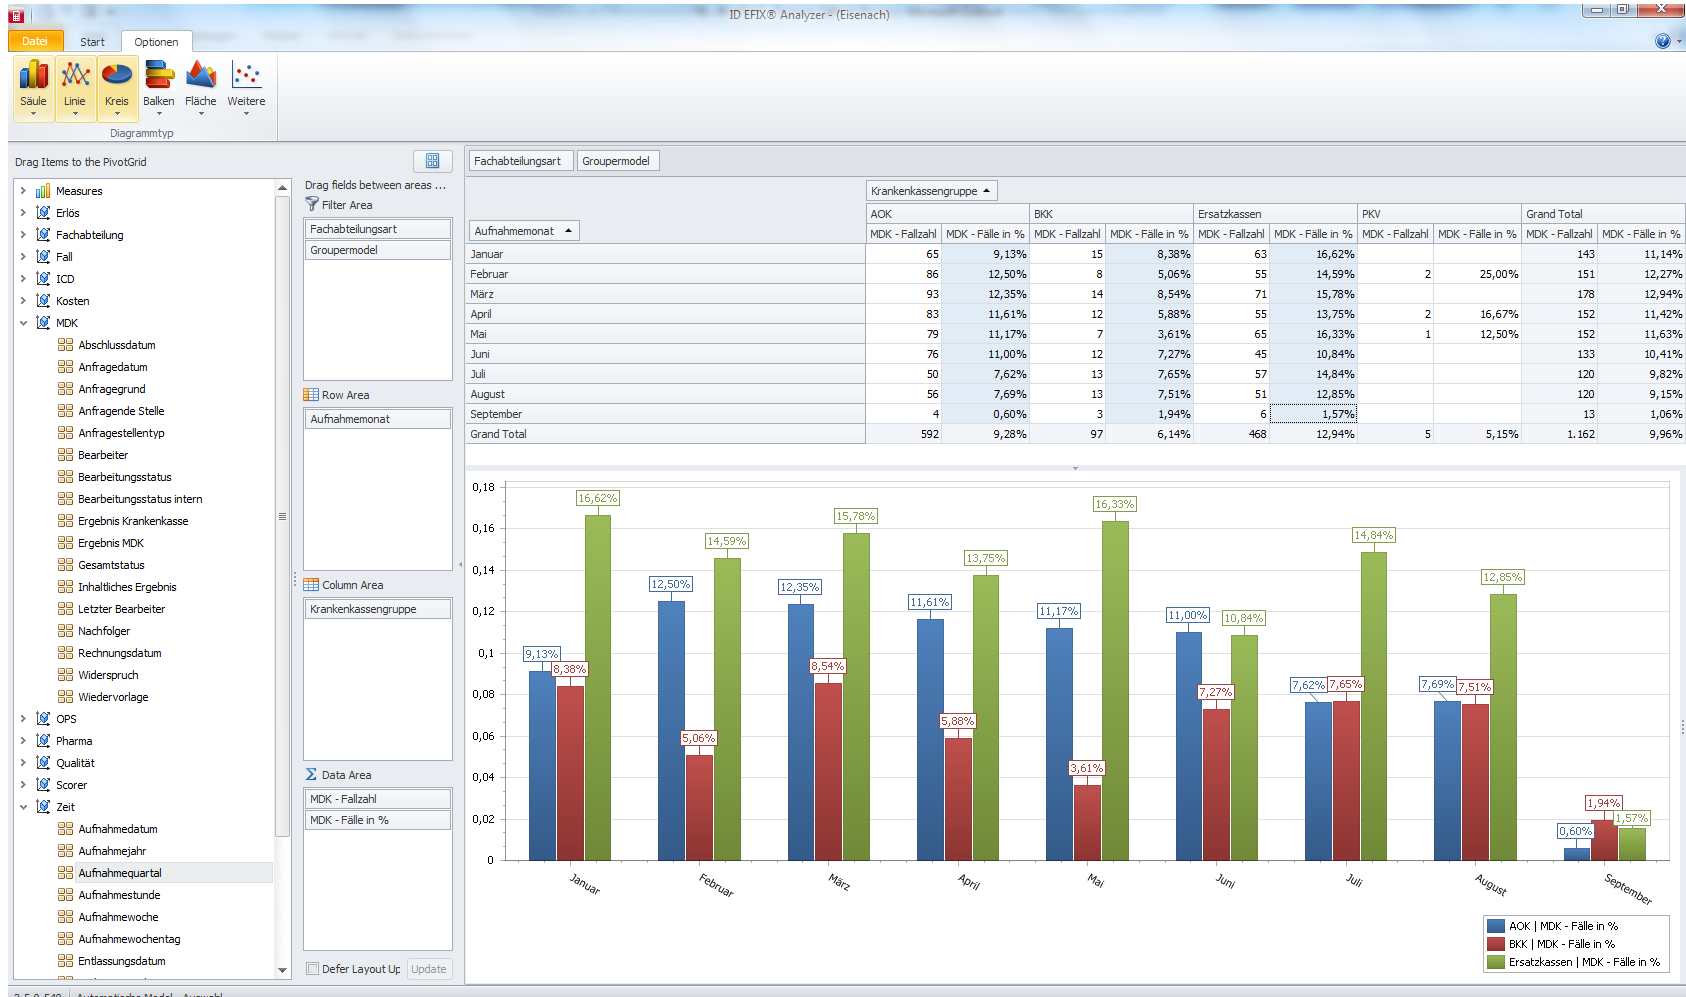 ID EFIX® Analyzer - (Eisenach)
Datei Start Optionen
Säule Linie Kreis Balken Fläche Weitere
Diagrammtyp
Drag Items to the PivotGrid
Measures
Erlös
Fachabteilung
Fall
ICD
Kosten
MDK
Abschlussdatum
Anfragedatum
Anfragegrund
Anfragende Stelle
Anfragestellentyp
Bearbeiter
Bearbeitungsstatus
Bearbeitungsstatus intern
Ergebnis Krankenkasse
Ergebnis MDK
Gesamtstatus
Inhaltliches Ergebnis
Letzter Bearbeiter
Nachfolger
Rechnungsdatum
Widerspruch
Wiedervorlage
OPS
Pharma
Qualität
Scorer
Zeit
Aufnahmedatum
Aufnahmejahr
Aufnahmequartal
Aufnahmestunde
Aufnahmewoche
Aufnahmewochentag
Entlassungsdatum
Drag fields between areas ...
Filter Area
Fachabteilungsart
Groupermodel
Row Area
Aufnahmemonat
Column Area
Krankenkassengruppe
Data Area
MDK - Fallzahl
MDK - Fälle in %
Defer Layout Up Update
Fachabteilungsart Groupermodel
Krankenkassengruppe
AOK BKK Ersatzkassen PKV Grand Total
Aufnahmemonat MDK - Fallzahl MDK - Fälle in % MDK - Fallzahl MDK - Fälle in % MDK - Fallzahl MDK - Fälle in % MDK - Fallzahl MDK - Fälle in % MDK - Fallzahl MDK - Fälle in %
Januar 65 9,13% 15 8,38% 63 16,62% 143 11,14%
Februar 86 12,50% 8 5,06% 55 14,59% 2 25,00% 151 12,27%
März 93 12,35% 14 8,54% 71 15,78% 178 12,94%
April 83 11,61% 12 5,88% 55 13,75% 2 16,67% 152 11,42%
Mai 79 11,17% 7 3,61% 65 16,33% 1 12,50% 152 11,63%
Juni 76 11,00% 12 7,27% 45 10,84% 133 10,41%
Juli 50 7,62% 13 7,65% 57 14,84% 120 9,82%
August 56 7,69% 13 7,51% 51 12,85% 120 9,15%
September 4 0,60% 3 1,94% 6 1,57% 13 1,06%
Grand Total 592 9,28% 97 6,14% 468 12,94% 5 5,15% 1.162 9,96%
0,18
0,16
0,14
0,12
0,1
0,08
0,06
0,04
0,02
0
9,13% 8,38% 16,62%
12,50% 5,06% 14,59%
12,35% 8,54% 15,78%
11,61% 5,88% 13,75%
11,17% 3,61% 16,33%
11,00% 7,27% 10,84%
7,62% 7,65% 14,84%
7,69% 7,51% 12,85%
0,60% 1,94% 1,57%
Januar Februar März April Mai Juni Juli August September
AOK | MDK - Fälle in %
BKK | MDK - Fälle in %
Ersatzkassen | MDK - Fälle in %